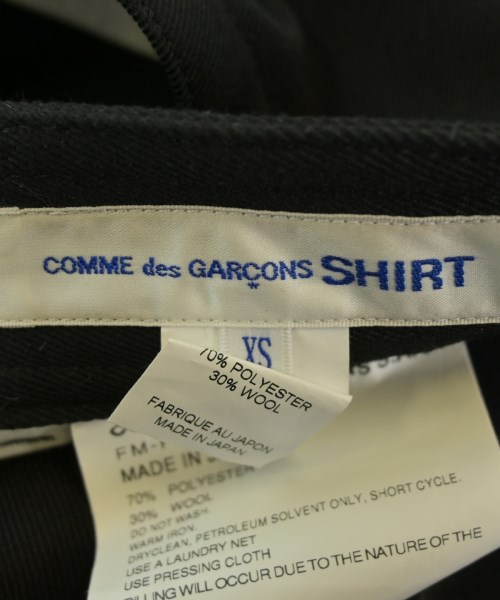 COMME des GARÇONS SHIRT
XS
70% POLYESTER
30% WOOL
FABRIQUE AU JAPON
MADE IN JAPAN
FM-
MADE IN
70% POLYESTER
30% WOOL
DO NOT WASH.
WARM IRON.
DRYCLEAN, PETROLEUM SOLVENT ONLY, SHORT CYCLE.
USE A LAUNDRY NET
USE PRESSING CLOTH
PILLING WILL OCCUR DUE TO THE NATURE OF THE